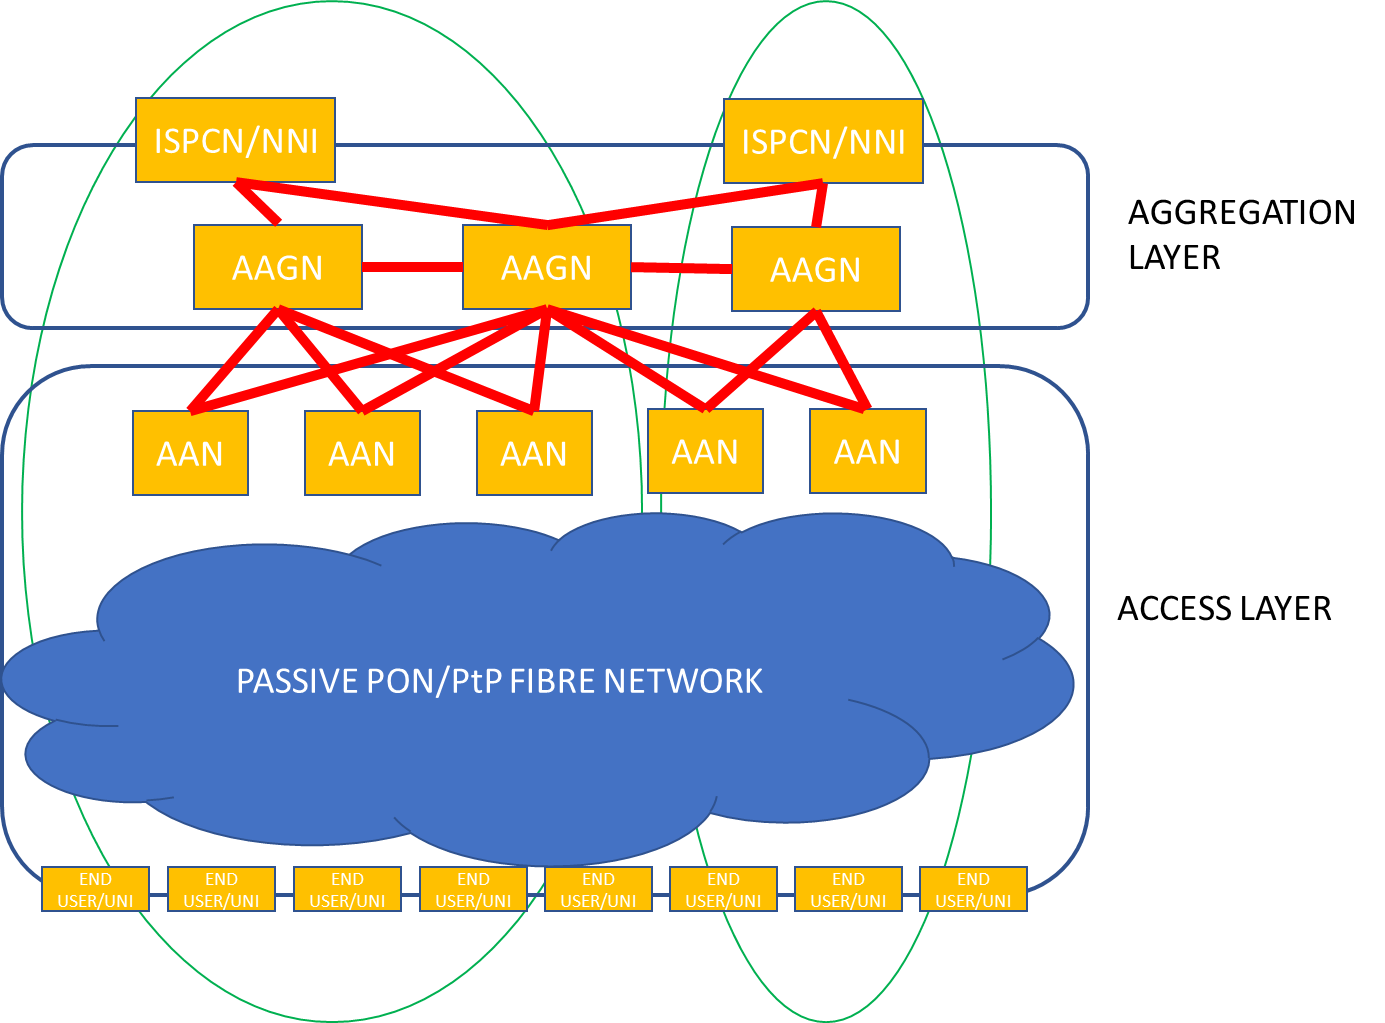 ISPCN/NNI
ISPCN/NNI
AGGREGATION
LAYER
AAGN
AAGN
AAGN
AAN
AAN
AAN
AAN
AAN
ACCESS LAYER
PASSIVE PON/PtP FIBRE NETWORK
END
USER/UNI
END
USER/UNI
END
USER/UNI
END
USER/UNI
END
USER/UNI
END
USER/UNI
END
USER/UNI
END
USER/UNI